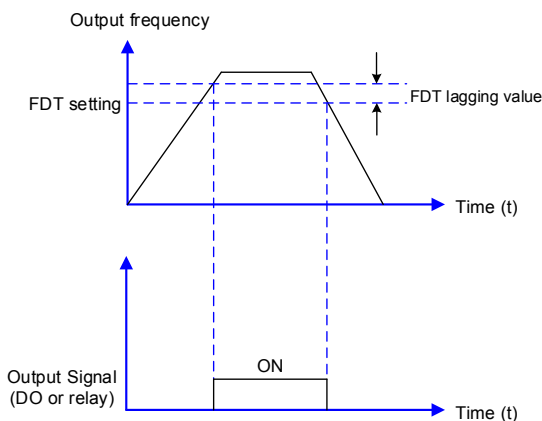 Output frequency
FDT setting
FDT lagging value
Time (t)
ON
Output Signal
(DO or relay)
Time (t)